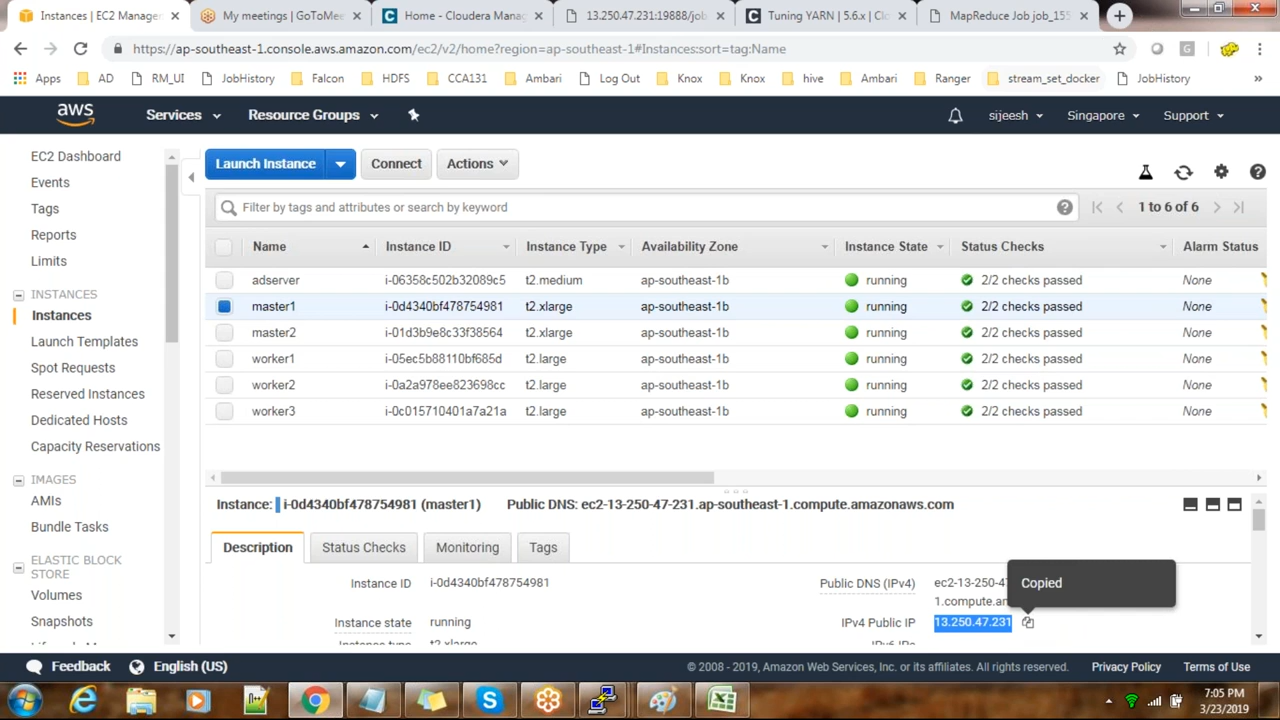 Instances | EC2 Manage
My meetings | GoToMee
Home - Cloudera Mana
13.250.47.231:19888/jo
Tuning YARN | 5.6.x | Cl
MapReduce Job job_155
https://ap-southeast-1.console.aws.amazon.com/ec2/v2/home?region=ap-southeast-1#Instances:sort=tag:Name
Apps AD RM_UI JobHistory Falcon HDFS CCA131 Ambari Log Out Knox Knox hive Ambari Ranger stream_set_docker JobHistory »
aws Services Resource Groups sijeesh Singapore Support
EC2 Dashboard
Events
Tags
Reports
Limits
INSTANCES
Instances
Launch Templates
Spot Requests
Reserved Instances
Dedicated Hosts
Capacity Reservations
IMAGES
AMIs
Bundle Tasks
ELASTIC BLOCK
STORE
Volumes
Snapshots
Launch Instance Connect Actions
Filter by tags and attributes or search by keyword 1 to 6 of 6
Name Instance ID Instance Type Availability Zone Instance State Status Checks Alarm Status
adserver i-06358c502b32089c5 t2.medium ap-southeast-1b running 2/2 checks passed None
master1 i-0d4340bf478754981 t2.xlarge ap-southeast-1b running 2/2 checks passed None
master2 i-01d3b9e8c33f38564 t2.xlarge ap-southeast-1b running 2/2 checks passed None
worker1 i-05ec5b88110bf685d t2.large ap-southeast-1b running 2/2 checks passed None
worker2 i-0a2a978ee823698cc t2.large ap-southeast-1b running 2/2 checks passed None
worker3 i-0c015710401a7a21a t2.large ap-southeast-1b running 2/2 checks passed None
Instance: i-0d4340bf478754981 (master1) Public DNS: ec2-13-250-47-231.ap-southeast-1.compute.amazonaws.com
Description Status Checks Monitoring Tags
Instance ID i-0d4340bf478754981 Public DNS (IPv4) ec2-13-250-4
1.compute.an
Copied
Instance state running IPv4 Public IP 13.250.47.231
Instance type t2.xlarge IPv6 IPs
Feedback English (US) © 2008 - 2019, Amazon Web Services, Inc. or its affiliates. All rights reserved. Privacy Policy Terms of Use
7:05 PM
3/23/2019